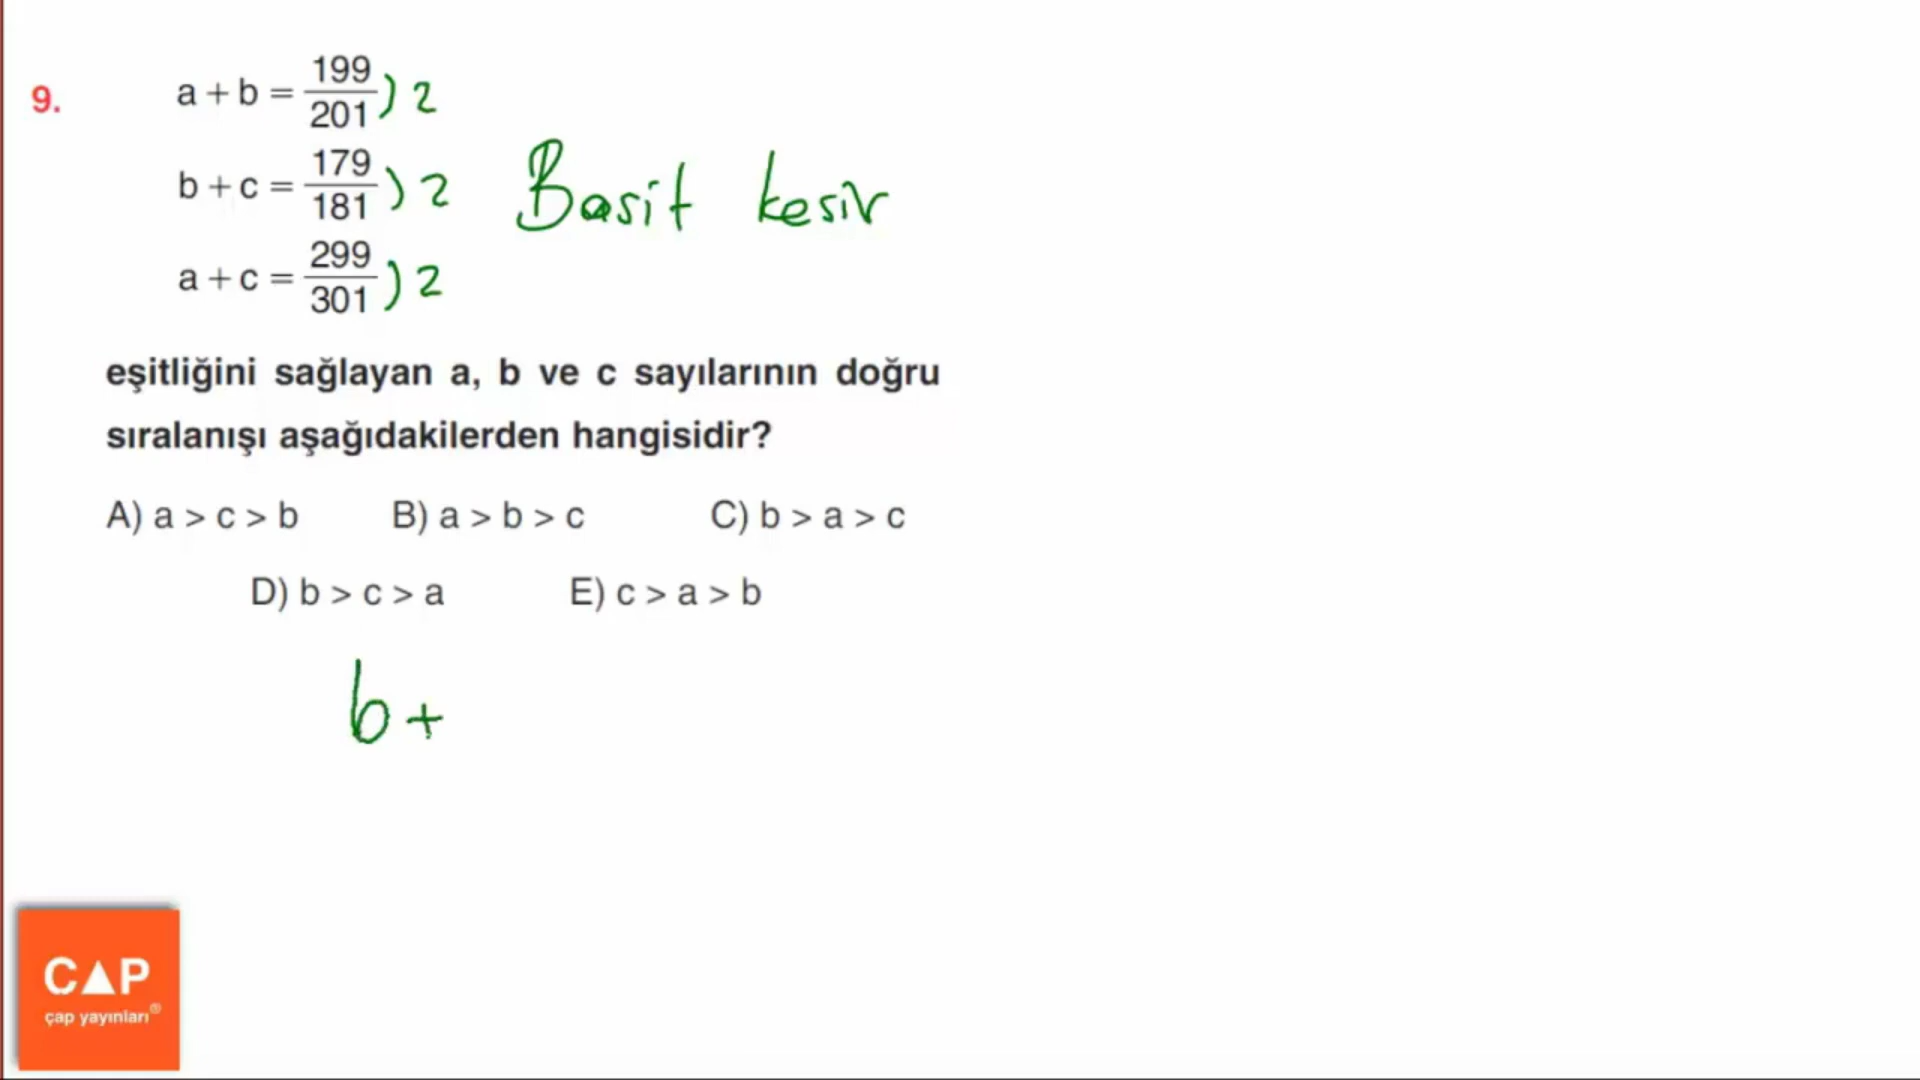 9.
a + b = 199/201 ) 2
b + c = 179/181 ) 2 Basit kesir
a + c = 299/301 ) 2
eşitliğini sağlayan a, b ve c sayılarının doğru
sıralanışı aşağıdakilerden hangisidir?
A) a > c > b B) a > b > c C) b > a > c
D) b > c > a E) c > a > b
b +
CAP
çap yayınları®